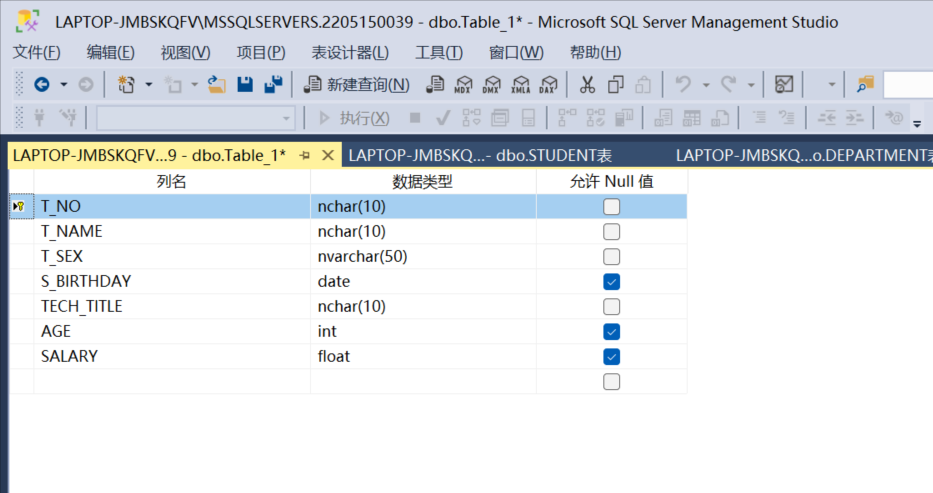 LAPTOP-JMBSKQFV\MSSQLSERVERS.2205150039 - dbo.Table_1* - Microsoft SQL Server Management Studio
文件(F) 编辑(E) 视图(V) 项目(P) 表设计器(L) 工具(T) 窗口(W) 帮助(H)
新建查询(N) MDX DMX XMLA DAX
执行(X)
LAPTOP-JMBSKQFV...9 - dbo.Table_1* LAPTOP-JMBSKQ...- dbo.STUDENT表 LAPTOP-JMBSKQ...o.DEPARTMENT表
列名 数据类型 允许 Null 值
T_NO nchar(10)
T_NAME nchar(10)
T_SEX nvarchar(50)
S_BIRTHDAY date
TECH_TITLE nchar(10)
AGE int
SALARY float